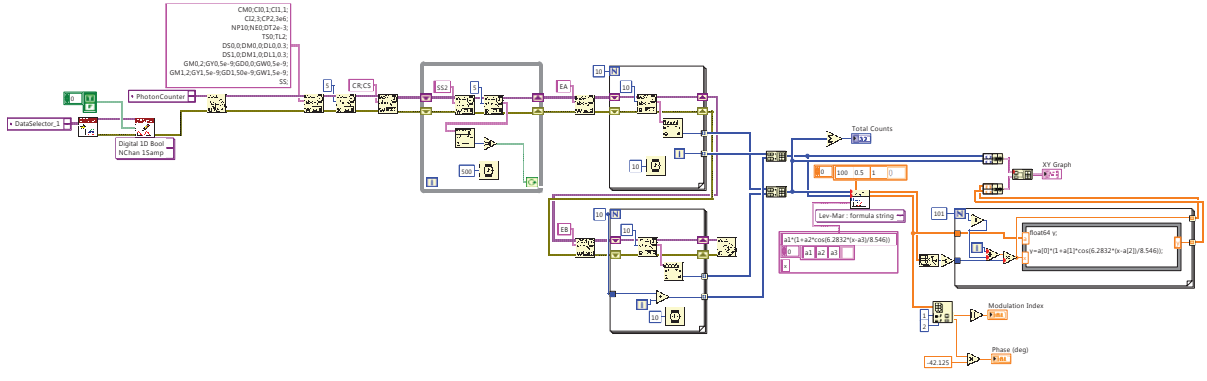 CM0;CI0,1;CI1,1;
CI2,3;CP2,3e6;
NP10;NE0;DT2e-3;
TS0;TL2;
DS0,0;DM0,0;DL0,0.3;
DS1,0;DM1,0;DL1,0.3;
GM0,2;GY0,5e-9;GD0,0;GW0,5e-9;
GM1,2;GY1,5e-9;GD1,50e-9;GW1,5e-9;
SS;
0
PhotonCounter
DataSelector_1
Digital 1D Bool
NChan 1Samp
5
CR;CS
SS2
5
500
i
EA
10
N
10
10
i
EB
10
N
10
i
10
Total Counts
0
100
0.5
1
0
Lev-Mar : formula string
a1*(1+a2*cos(6.2832*(x-a3)/8.546))
0
a1
a2
a3
x
XY Graph
101
N
i
float64 y;
y=a[0]*(1+a[1]*cos(6.2832*(x-a[2])/8.546);
1
2
Modulation Index
-42.125
Phase (deg)